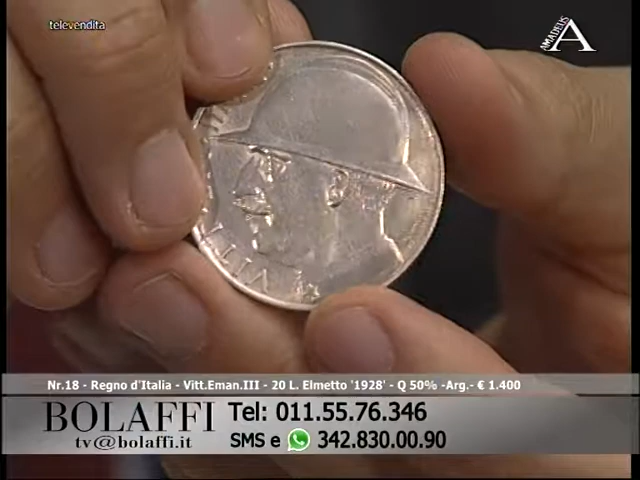 televendita
AMADEUS
A
ITALIA
Nr.18 - Regno d'Italia - Vitt.Eman.III - 20 L. Elmetto '1928' - Q 50% -Arg.- € 1.400
BOLAFFI
tv@bolaffi.it
Tel: 011.55.76.346
SMS e 342.830.00.90